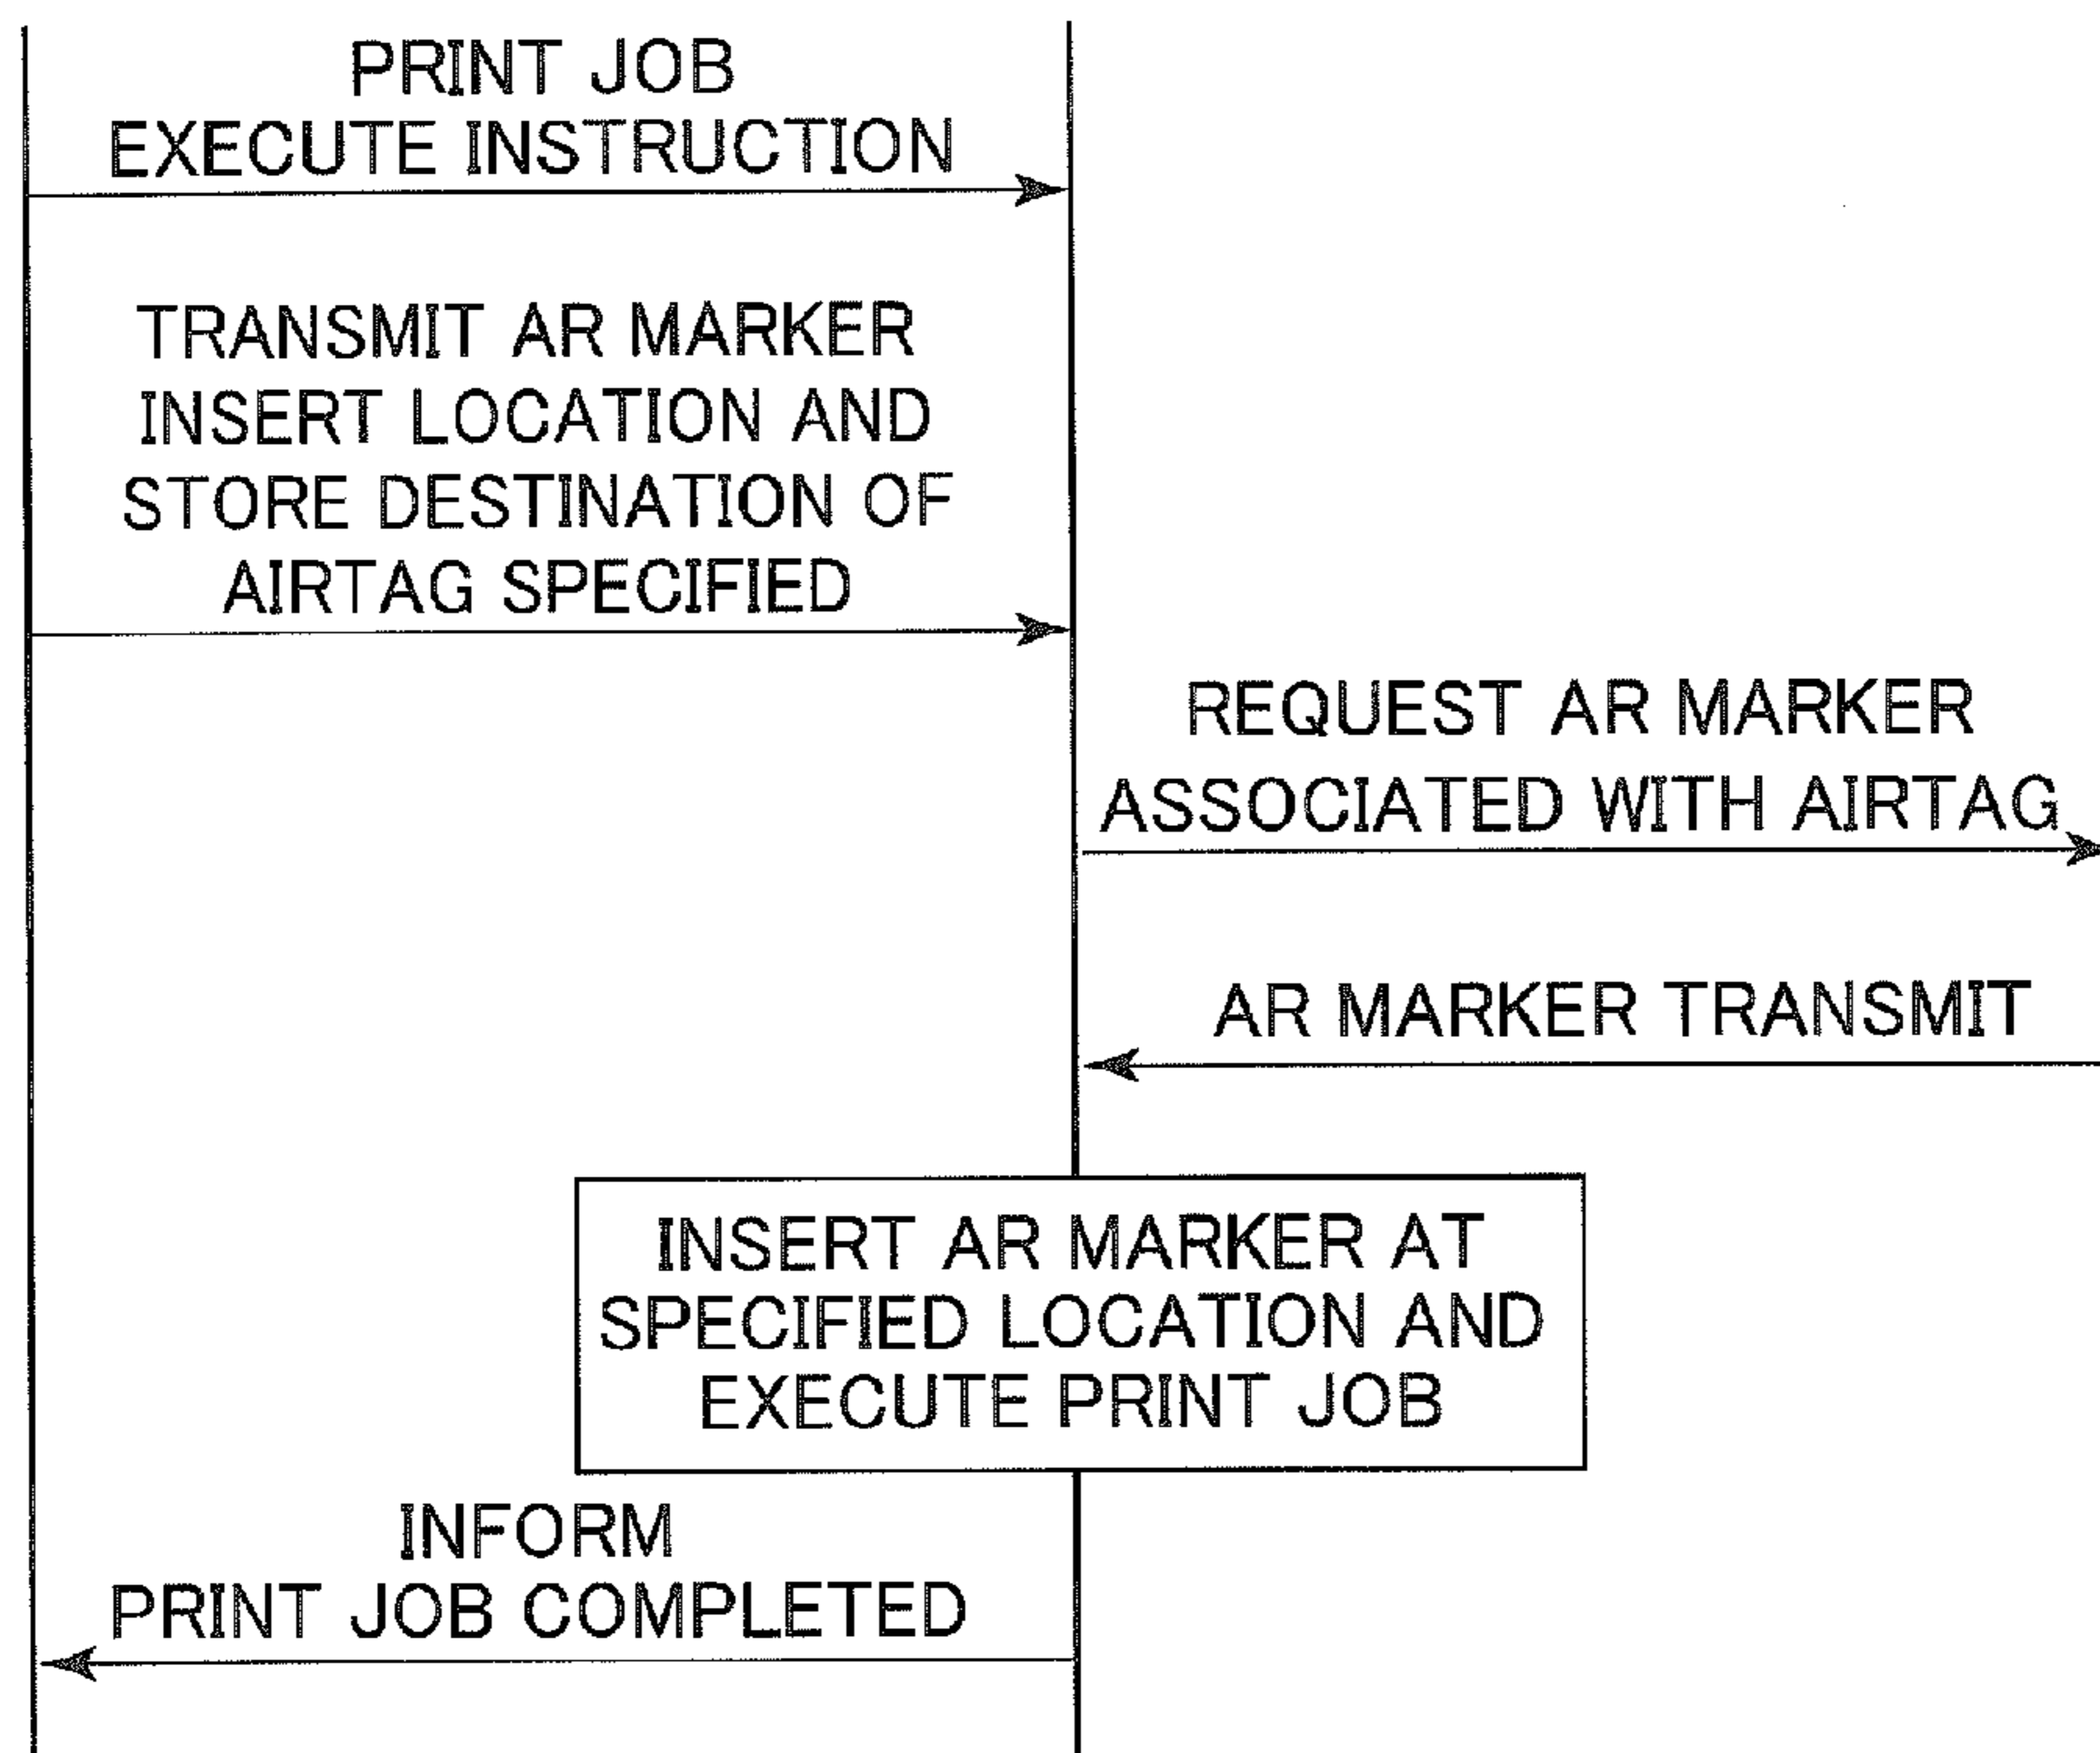 PRINT JOB
EXECUTE INSTRUCTION
TRANSMIT AR MARKER
INSERT LOCATION AND
STORE DESTINATION OF
AIRTAG SPECIFIED
REQUEST AR MARKER
ASSOCIATED WITH AIRTAG
AR MARKER TRANSMIT
INSERT AR MARKER AT
SPECIFIED LOCATION AND
EXECUTE PRINT JOB
INFORM
PRINT JOB COMPLETED